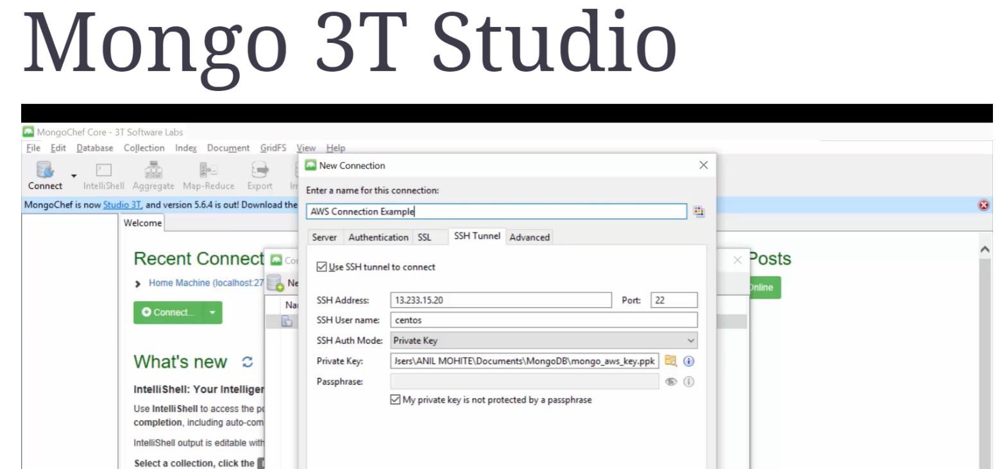 Mongo 3T Studio
MongoChef Core - 3T Software Labs
File Edit Database Collection Index Document GridFS View Help
Connect IntelliShell Aggregate Map-Reduce Export
MongoChef is now Studio 3T, and version 5.6.4 is out! Download the
Welcome
Recent Connect
Home Machine (localhost:27
Connect...
What's new
IntelliShell: Your Intelliger
Use IntelliShell to access the po
completion, including auto-com
IntelliShell output is editable with
Select a collection, click the
Cor
Ne
Nar
New Connection
Enter a name for this connection:
AWS Connection Example
Server Authentication SSL SSH Tunnel Advanced
Use SSH tunnel to connect
SSH Address: 13.233.15.20 Port: 22
SSH User name: centos
SSH Auth Mode: Private Key
Private Key: Jsers\ANIL MOHITE\Documents\MongoDB\mongo_aws_key.ppk
Passphrase:
My private key is not protected by a passphrase
Posts
Online